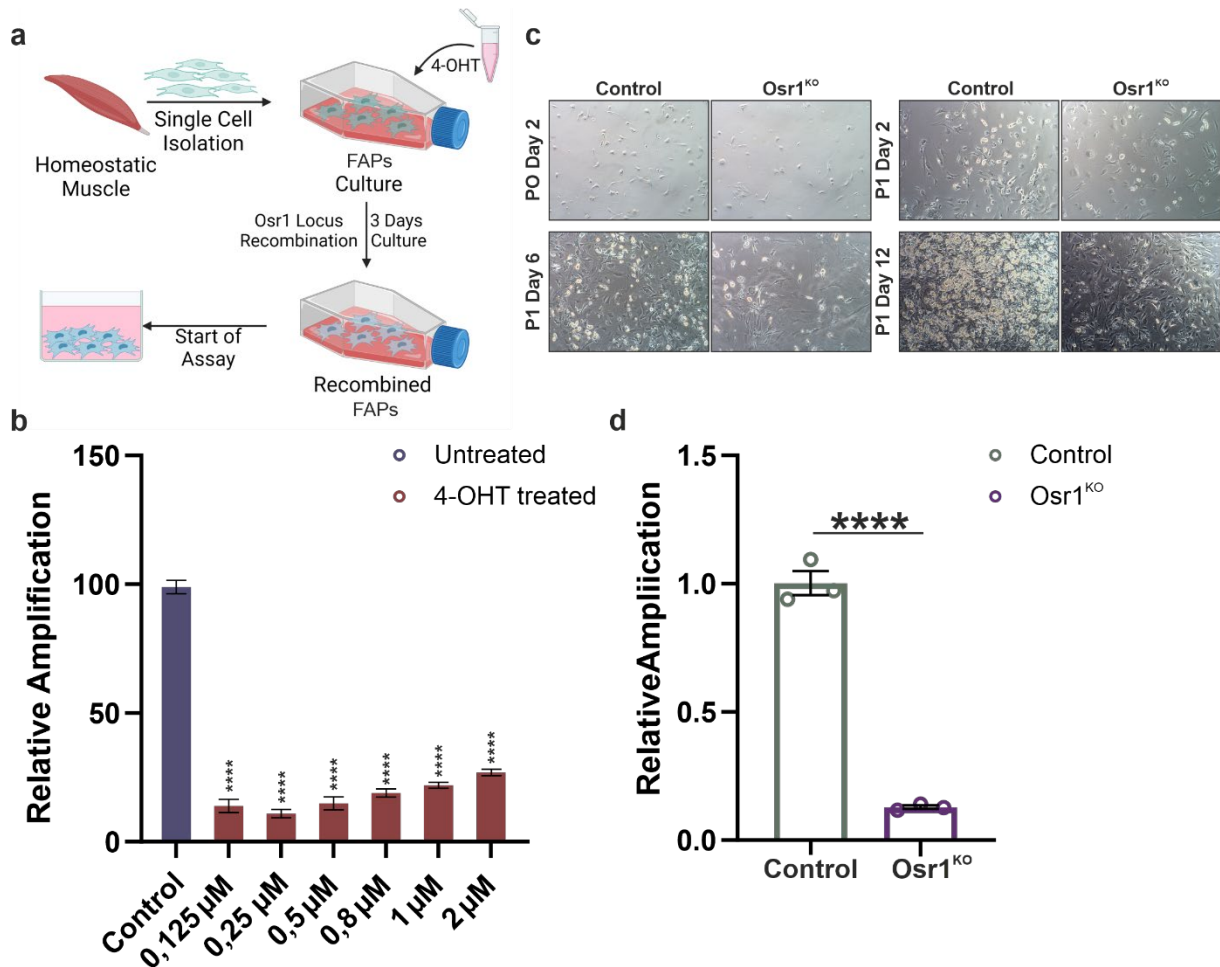 a
4-OHT
Single Cell
Isolation
Homeostatic
Muscle
FAPs
Culture
Osr1 Locus
Recombination
3 Days
Culture
Start of
Assay
Recombined
FAPs
c
Control
Osr1ᴷᴼ
Control
Osr1ᴷᴼ
PO Day 2
P1 Day 2
P1 Day 6
P1 Day 12
b
Untreated
4-OHT treated
Relative Amplification
150
100
50
0
****
****
****
****
****
****
Control
0,125 µM
0,25 µM
0,5 µM
0,8 µM
1 µM
2 µM
d
Control
Osr1ᴷᴼ
RelativeAmpliication
1.5
1.0
0.5
0.0
****
Control
Osr1ᴷᴼ